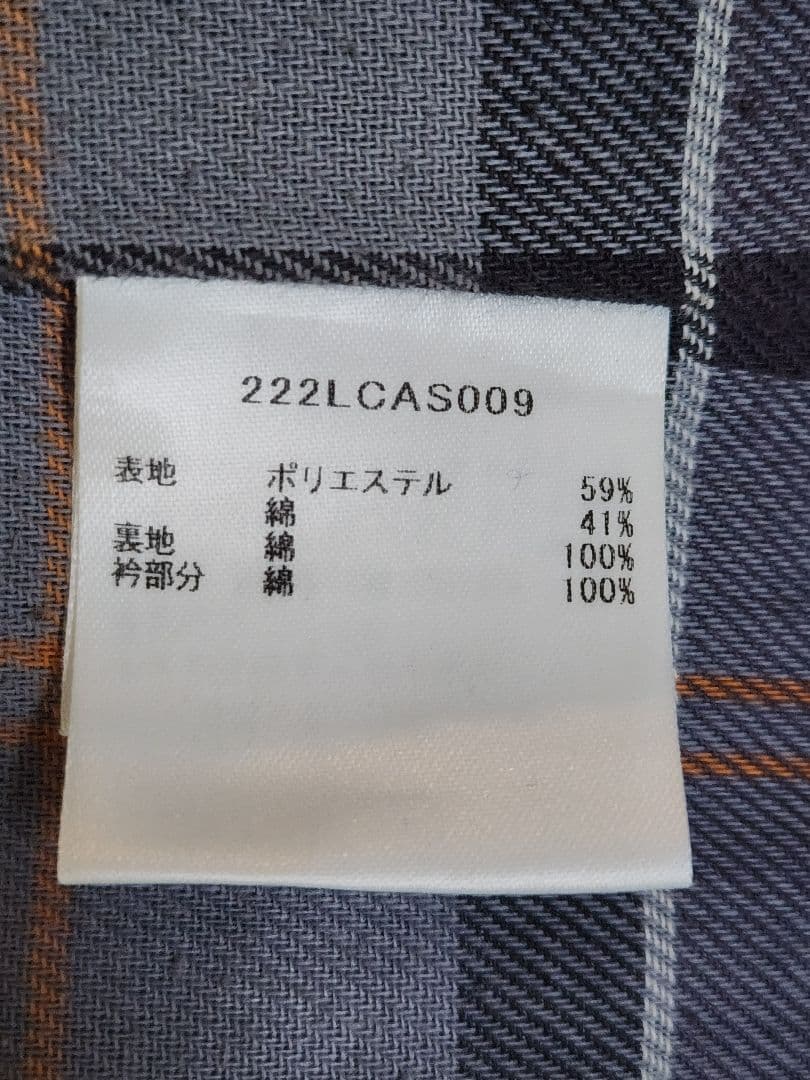 222LCAS009
表地 ポリエステル 59%
綿 41%
裏地 綿 100%
衿部分 綿 100%